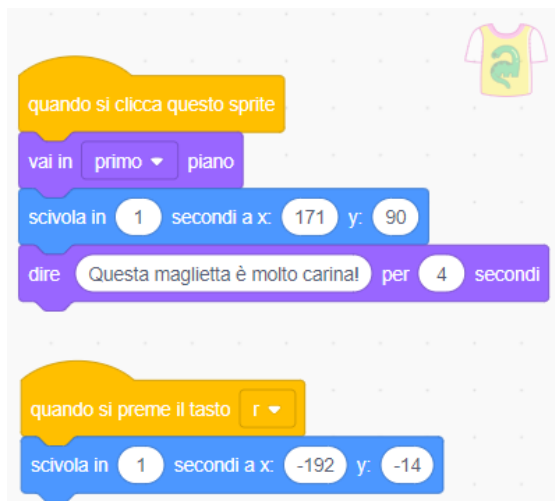 quando si clicca questo sprite
vai in primo piano
scivola in 1 secondi a x: 171 y: 90
dire Questa maglietta è molto carina! per 4 secondi
quando si preme il tasto r
scivola in 1 secondi a x: -192 y: -14